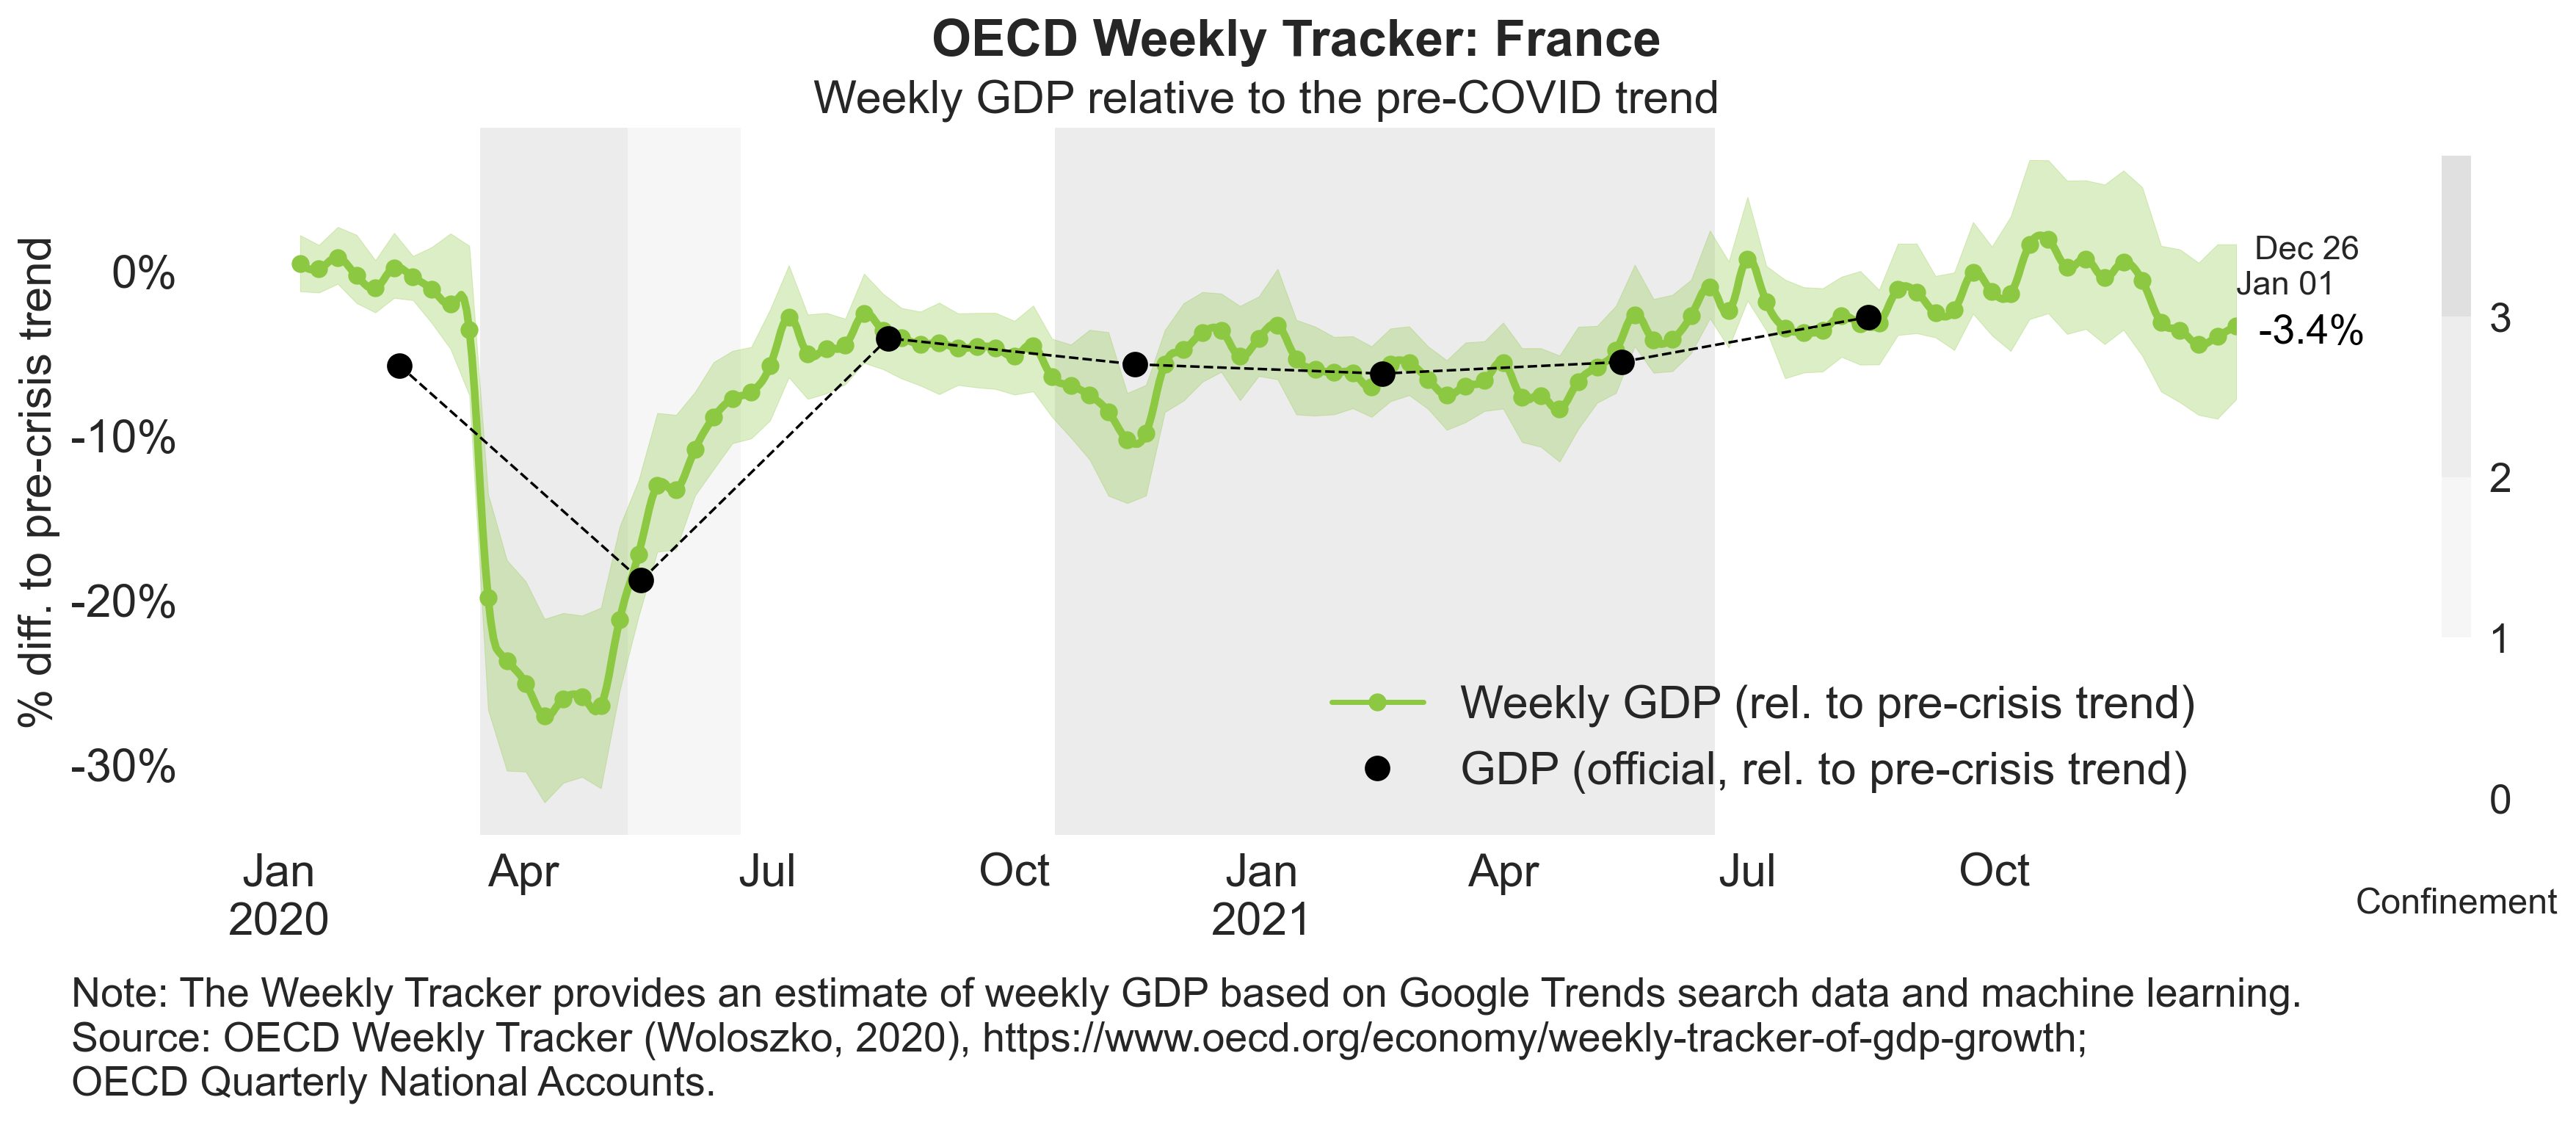 OECD Weekly Tracker: France
Weekly GDP relative to the pre-COVID trend
% diff. to pre-crisis trend
0%
-10%
-20%
-30%
Dec 26
Jan 01
-3.4%
3
2
1
0
Weekly GDP (rel. to pre-crisis trend)
GDP (official, rel. to pre-crisis trend)
Jan Apr Jul Oct Jan Apr Jul Oct
2020 2021
Confinement
Note: The Weekly Tracker provides an estimate of weekly GDP based on Google Trends search data and machine learning.
Source: OECD Weekly Tracker (Woloszko, 2020), https://www.oecd.org/economy/weekly-tracker-of-gdp-growth;
OECD Quarterly National Accounts.